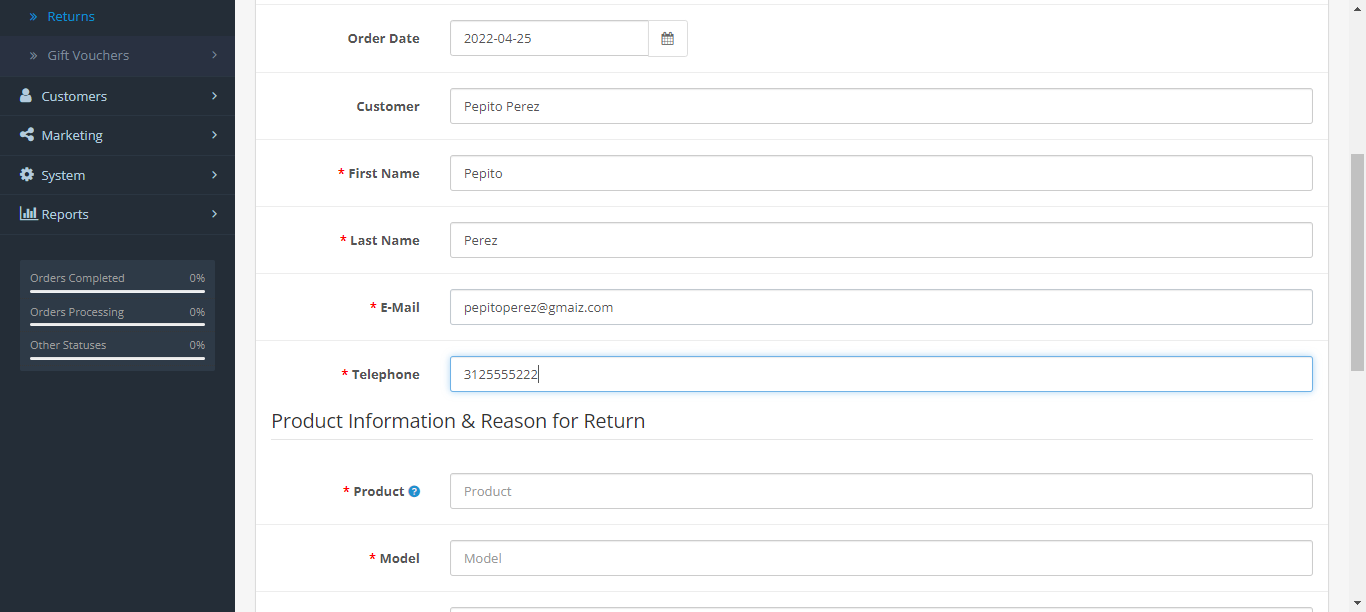 Returns
Gift Vouchers
Customers
Marketing
System
Reports
Orders Completed 0%
Orders Processing 0%
Other Statuses 0%
Order Date 2022-04-25
Customer Pepito Perez
* First Name Pepito
* Last Name Perez
* E-Mail pepitoperez@gmaiz.com
* Telephone 3125555222
Product Information & Reason for Return
* Product ? Product
* Model Model